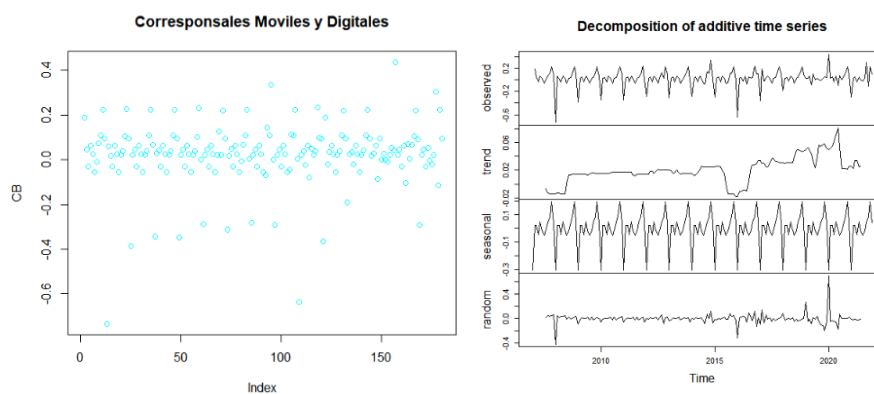 Corresponsales Moviles y Digitales
CB
0.4
0.2
0.0
-0.2
-0.4
-0.6
0
50
100
150
Index
Decomposition of additive time series
observed
0.2
-0.2
-0.6
trend
0.06
0.02
-0.02
seasonal
0.1
-0.1
-0.3
random
0.4
0.0
-0.4
2010
2015
2020
Time